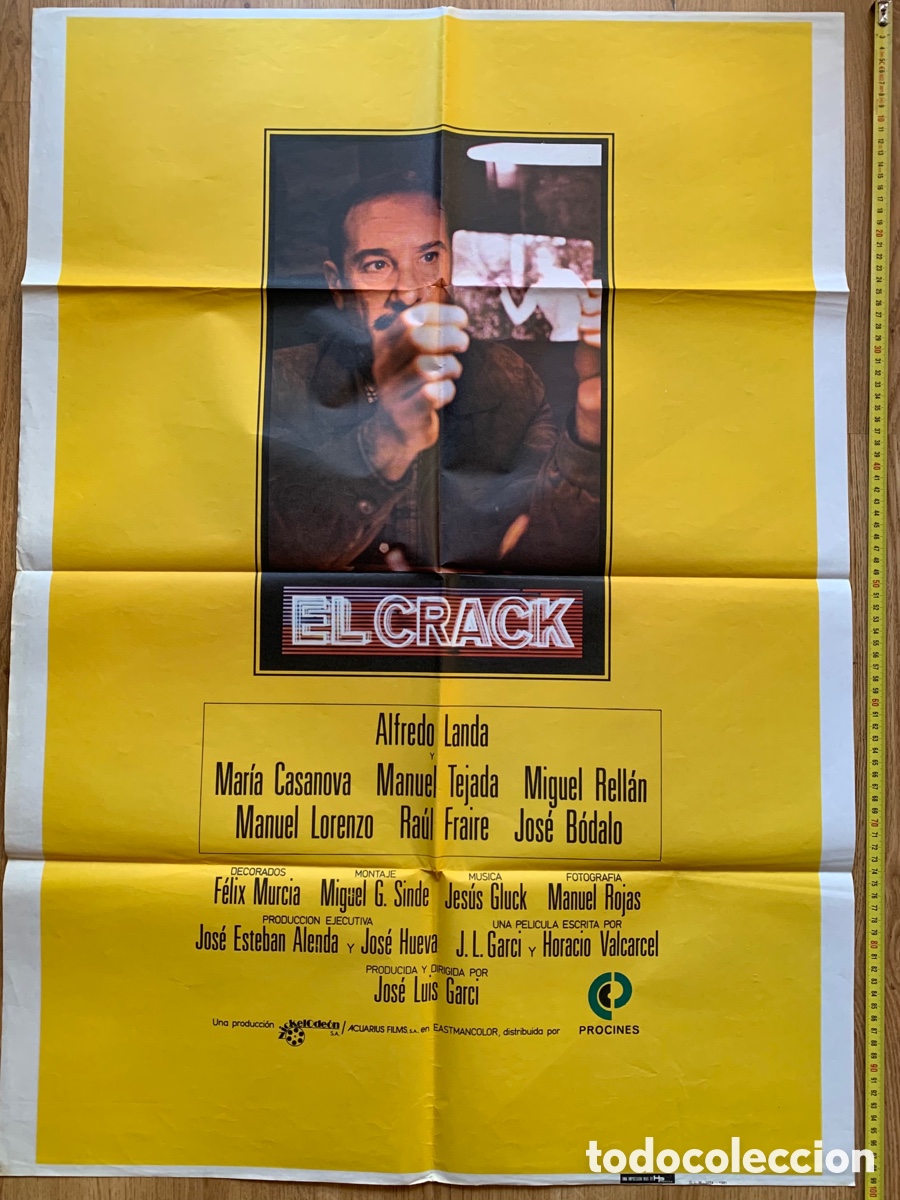 EL CRACK
Alfredo Landa
Y
María Casanova Manuel Tejada Miguel Rellán
Manuel Lorenzo Raúl Fraire José Bódalo
DECORADOS MONTAJE MUSICA FOTOGRAFIA
Félix Murcia Miguel G. Sinde Jesús Gluck Manuel Rojas
PRODUCCION EJECUTIVA UNA PELICULA ESCRITA POR
José Esteban Alenda Y José Hueva J.L. Garci Y Horacio Valcarcel
PRODUCIDA Y DIRIGIDA POR
José Luis Garci
Una producción Nickel Odeón S.A. / ACUARIUS FILMS, S.A. en EASTMANCOLOR, distribuida por
PROCINES
todocoleccion